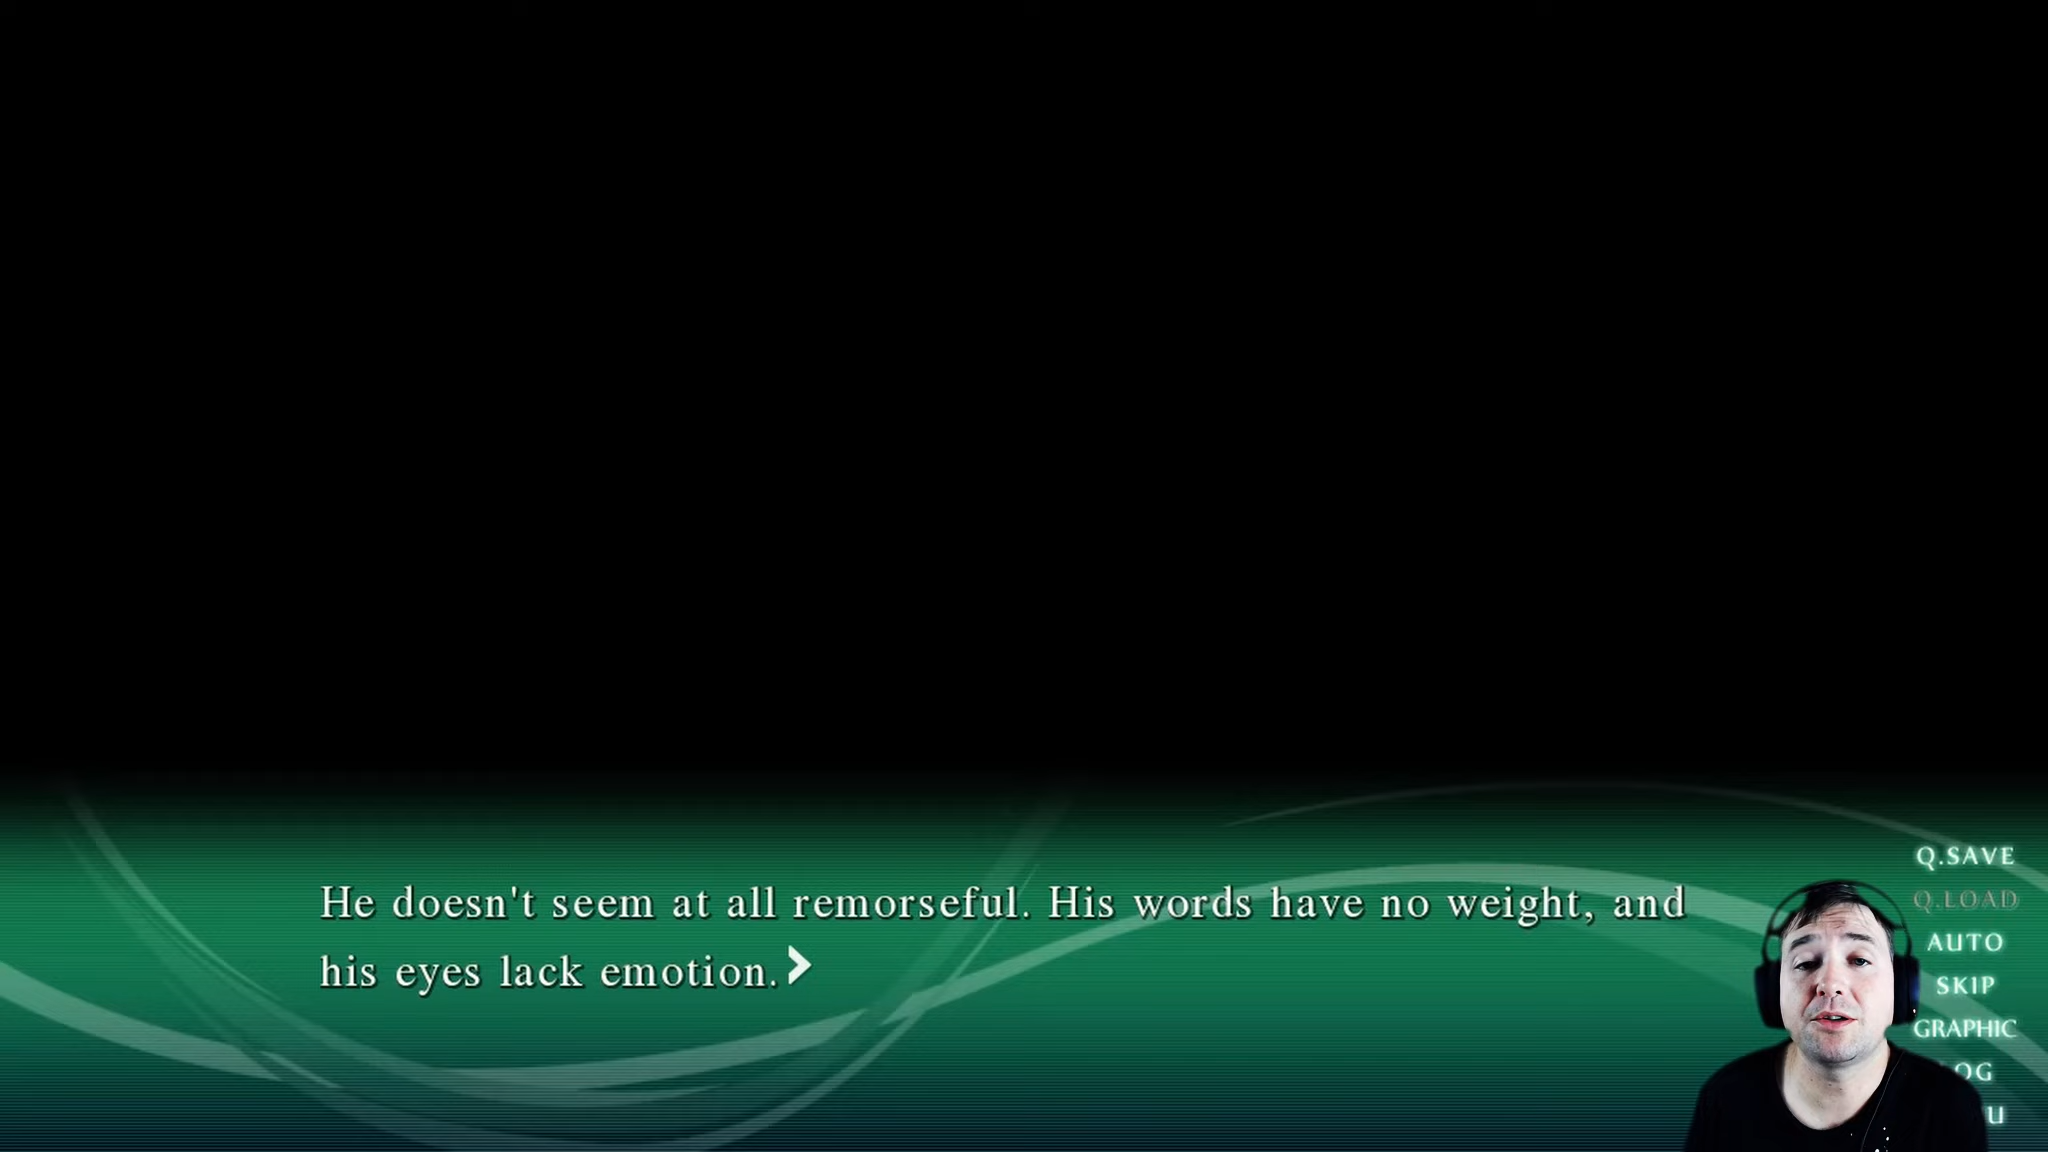 He doesn't seem at all remorseful. His words have no weight, and
his eyes lack emotion.
Q.SAVE
Q.LOAD
AUTO
SKIP
GRAPHIC
OG
U